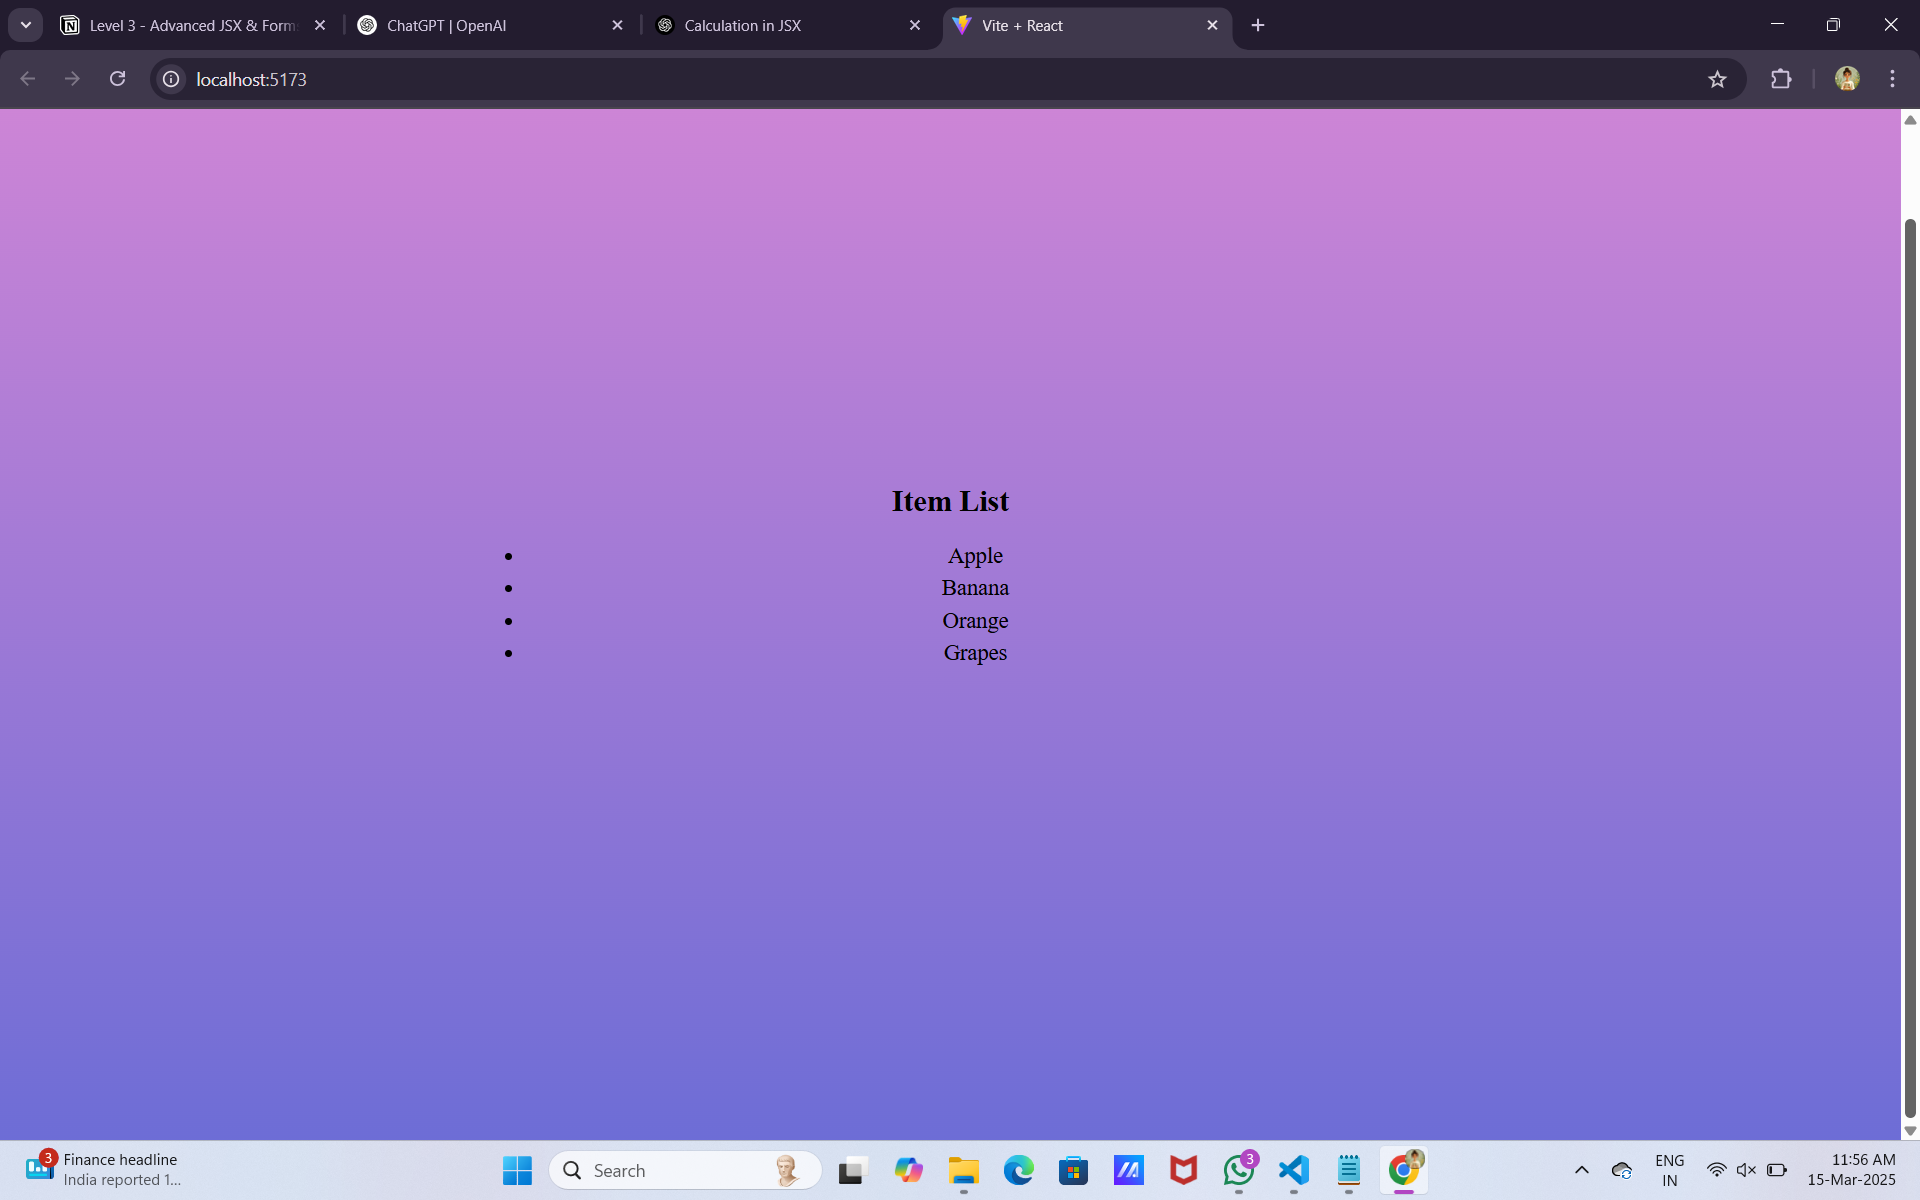 Level 3 - Advanced JSX & Form
ChatGPT | OpenAI
Calculation in JSX
Vite + React
localhost:5173
Item List
Apple
Banana
Orange
Grapes
3
Finance headline
India reported 1...
Search
3
ENG
IN
11:56 AM
15-Mar-2025